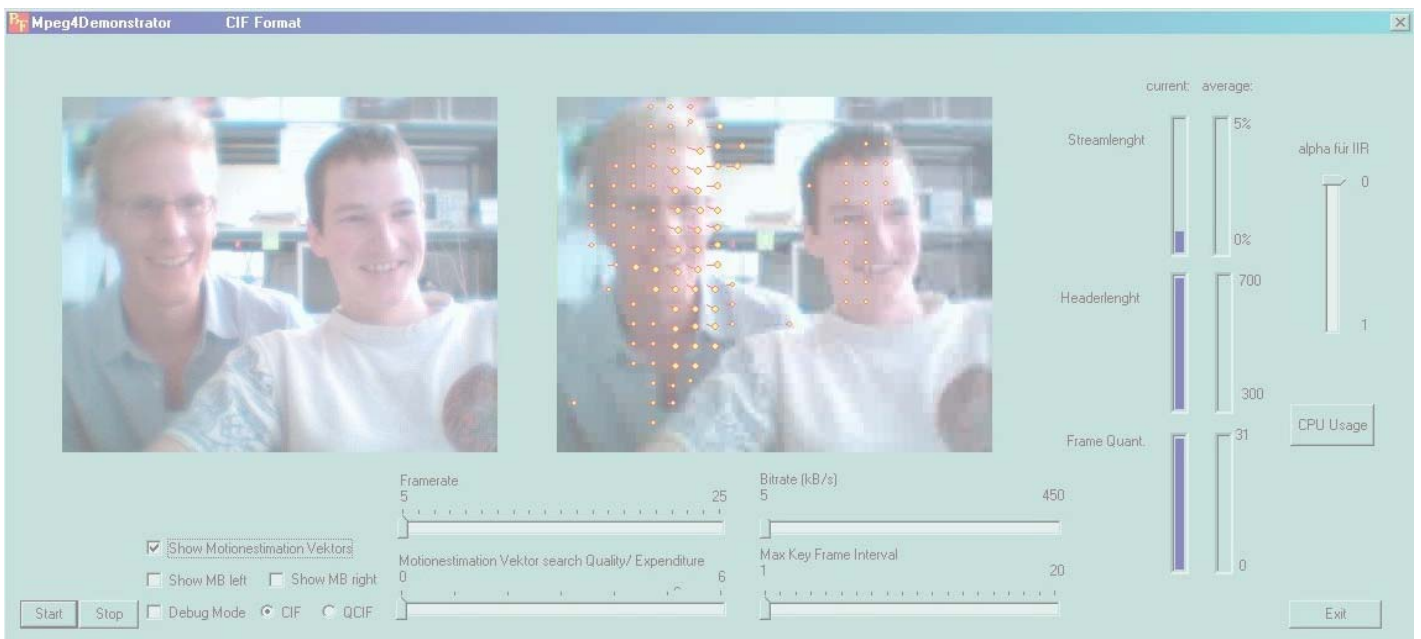 Mpeg4Demonstrator CIF Format
current: average:
Streamlenght
5%
0%
alpha für IIR
0
1
Headerlenght
700
300
Frame Quant.
31
0
CPU Usage
Framerate
5 25
Bitrate (kB/s)
5 450
Show Motionestimation Vektors
Motionestimation Vektor search Quality/ Expenditure
0 6
Max Key Frame Interval
1 20
Show MB left Show MB right
Start Stop Debug Mode CIF QCIF
Exit